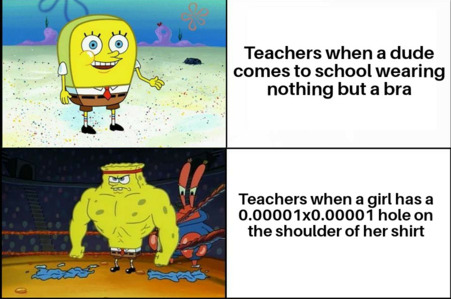 Teachers when a dude
comes to school wearing
nothing but a bra
Teachers when a girl has a
0.00001x0.00001 hole on
the shoulder of her shirt